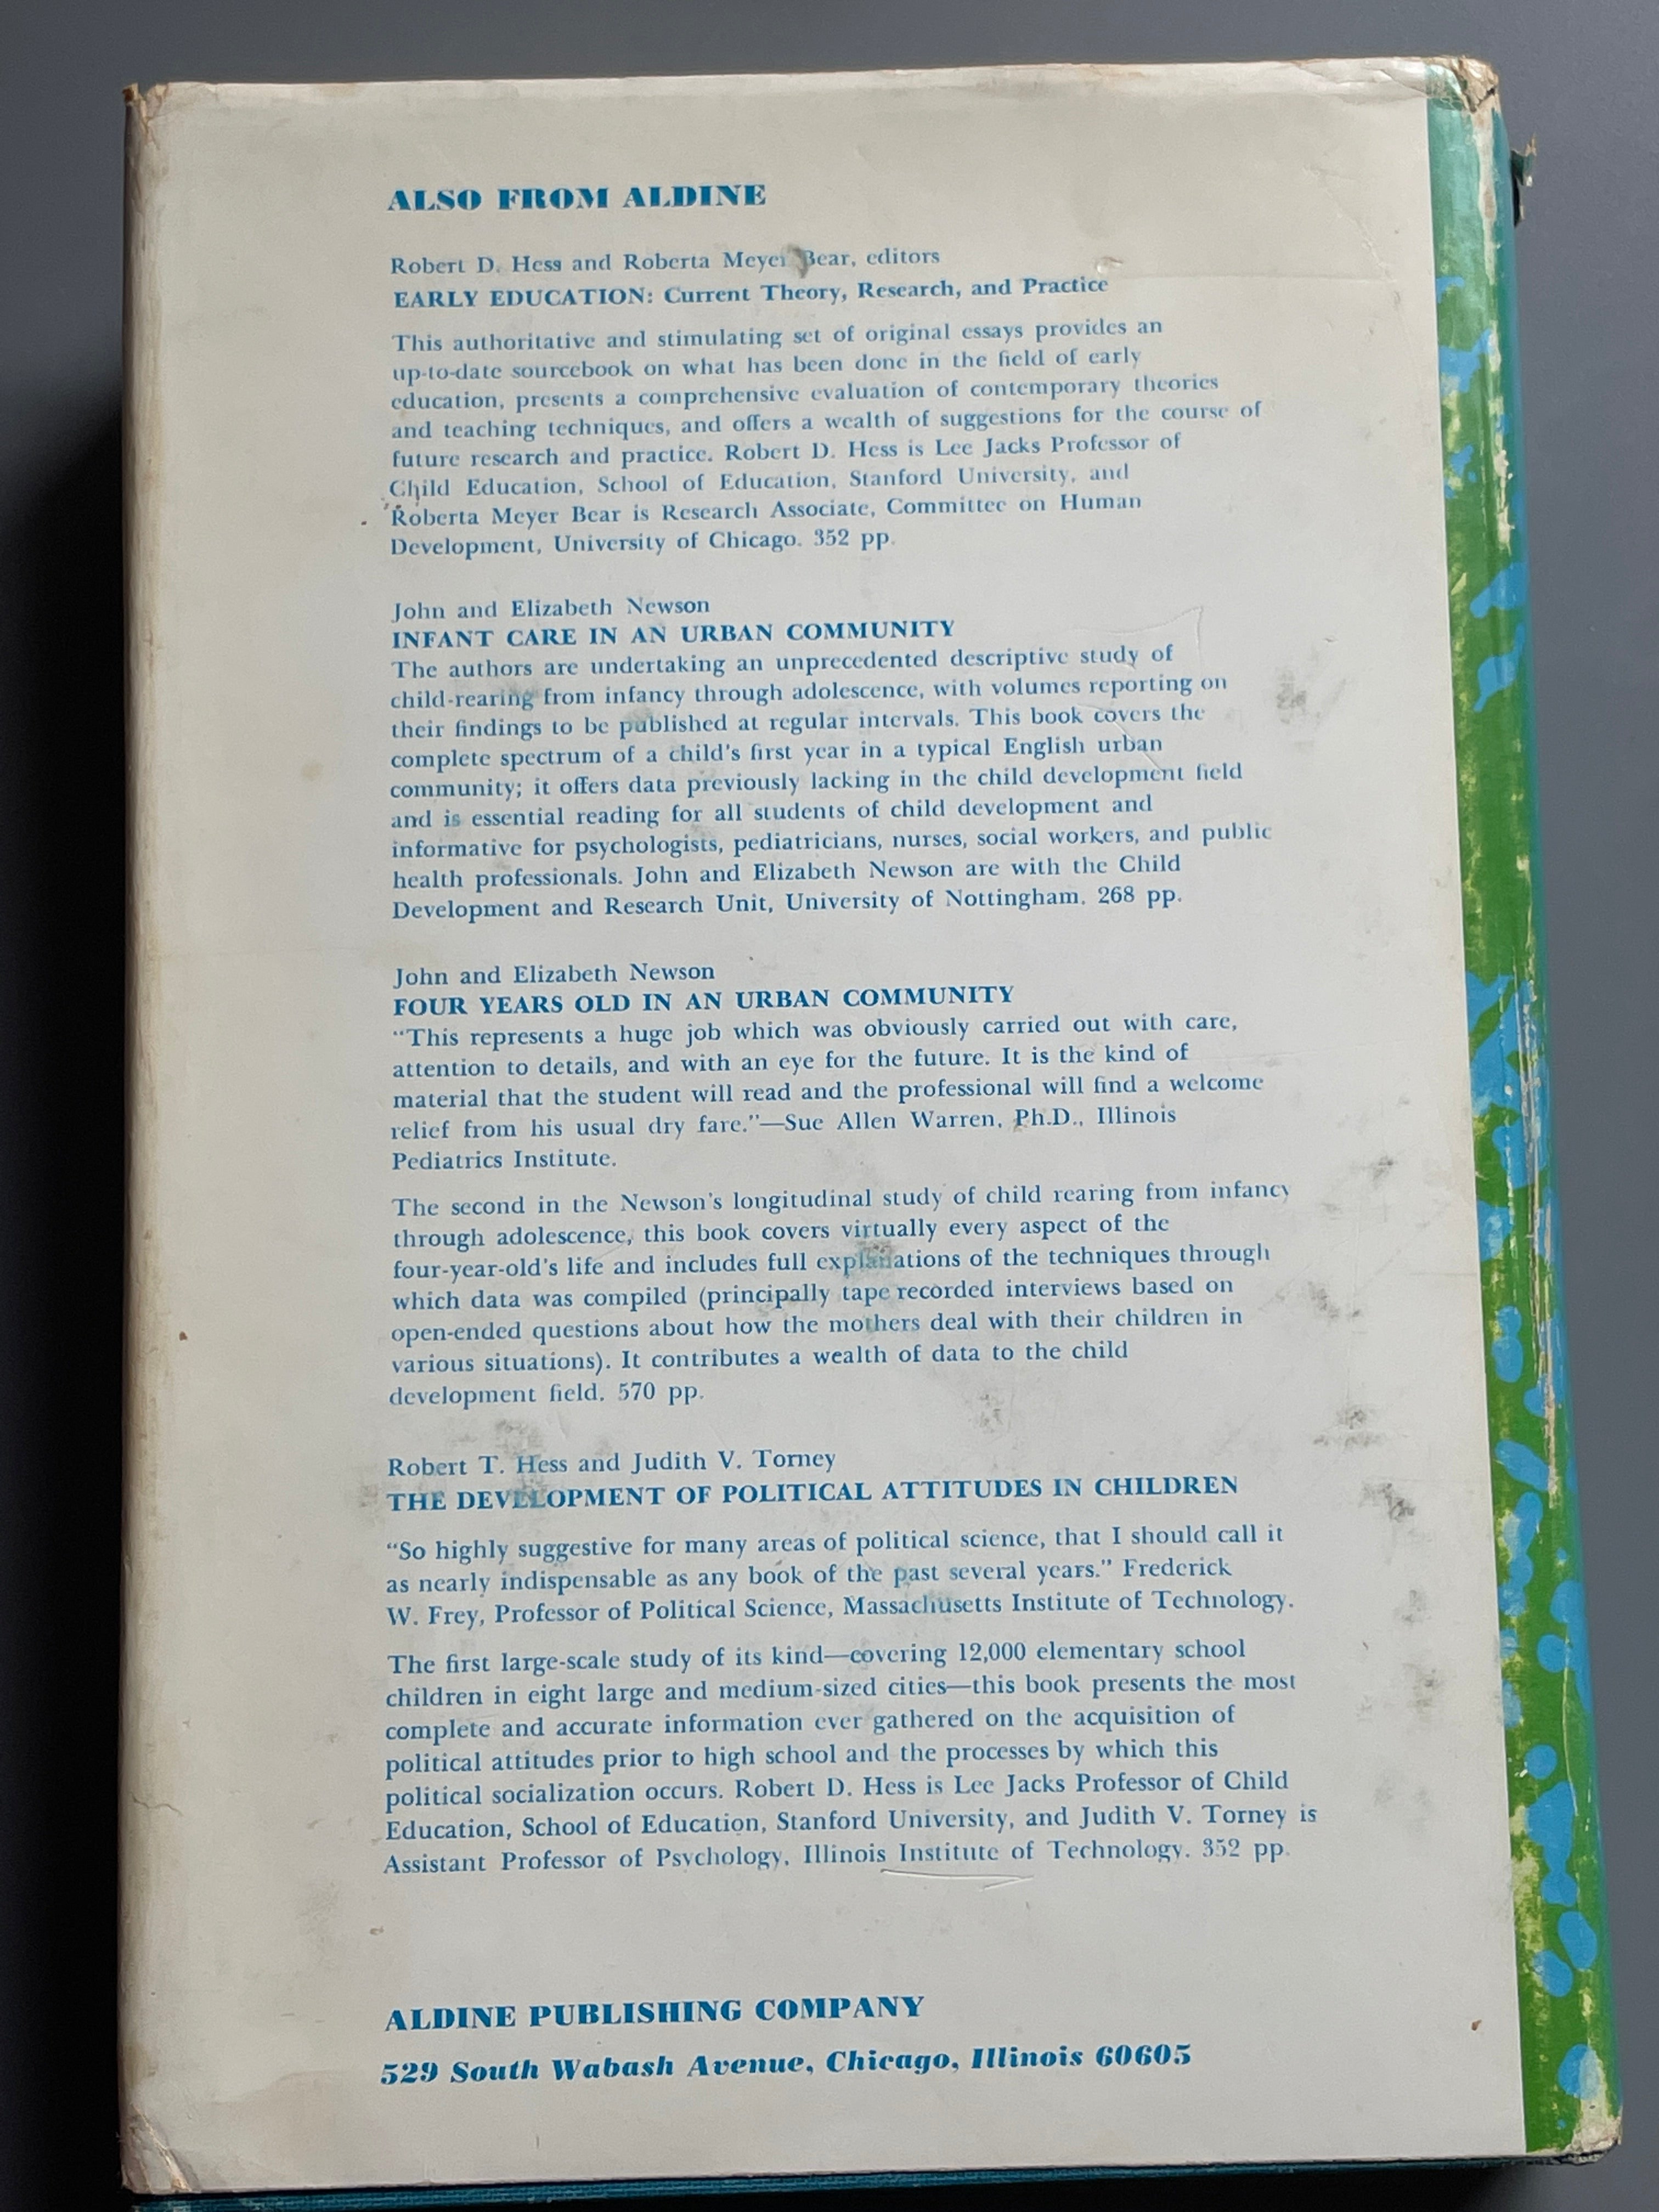 ALSO FROM ALDINE
Robert D. Hess and Roberta Meyer Bear, editors
EARLY EDUCATION: Current Theory, Research, and Practice
This authoritative and stimulating set of original essays provides an
up-to-date sourcebook on what has been done in the field of early
education, presents a comprehensive evaluation of contemporary theories
and teaching techniques, and offers a wealth of suggestions for the course of
future research and practice. Robert D. Hess is Lee Jacks Professor of
Child Education, School of Education, Stanford University, and
Roberta Meyer Bear is Research Associate, Committee on Human
Development, University of Chicago. 352 pp.
John and Elizabeth Newson
INFANT CARE IN AN URBAN COMMUNITY
The authors are undertaking an unprecedented descriptive study of
child-rearing from infancy through adolescence, with volumes reporting on
their findings to be published at regular intervals. This book covers the
complete spectrum of a child's first year in a typical English urban
community; it offers data previously lacking in the child development field
and is essential reading for all students of child development and
informative for psychologists, pediatricians, nurses, social workers, and public
health professionals. John and Elizabeth Newson are with the Child
Development and Research Unit, University of Nottingham. 268 pp.
John and Elizabeth Newson
FOUR YEARS OLD IN AN URBAN COMMUNITY
“This represents a huge job which was obviously carried out with care,
attention to details, and with an eye for the future. It is the kind of
material that the student will read and the professional will find a welcome
relief from his usual dry fare.”—Sue Allen Warren, Ph.D., Illinois
Pediatrics Institute.
The second in the Newson's longitudinal study of child rearing from infancy
through adolescence, this book covers virtually every aspect of the
four-year-old's life and includes full explanations of the techniques through
which data was compiled (principally tape recorded interviews based on
open-ended questions about how the mothers deal with their children in
various situations). It contributes a wealth of data to the child
development field. 570 pp.
Robert T. Hess and Judith V. Torney
THE DEVELOPMENT OF POLITICAL ATTITUDES IN CHILDREN
“So highly suggestive for many areas of political science, that I should call it
as nearly indispensable as any book of the past several years.” Frederick
W. Frey, Professor of Political Science, Massachusetts Institute of Technology.
The first large-scale study of its kind—covering 12,000 elementary school
children in eight large and medium-sized cities—this book presents the most
complete and accurate information ever gathered on the acquisition of
political attitudes prior to high school and the processes by which this
political socialization occurs. Robert D. Hess is Lee Jacks Professor of Child
Education, School of Education, Stanford University, and Judith V. Torney is
Assistant Professor of Psychology, Illinois Institute of Technology. 352 pp.
ALDINE PUBLISHING COMPANY
529 South Wabash Avenue, Chicago, Illinois 60605